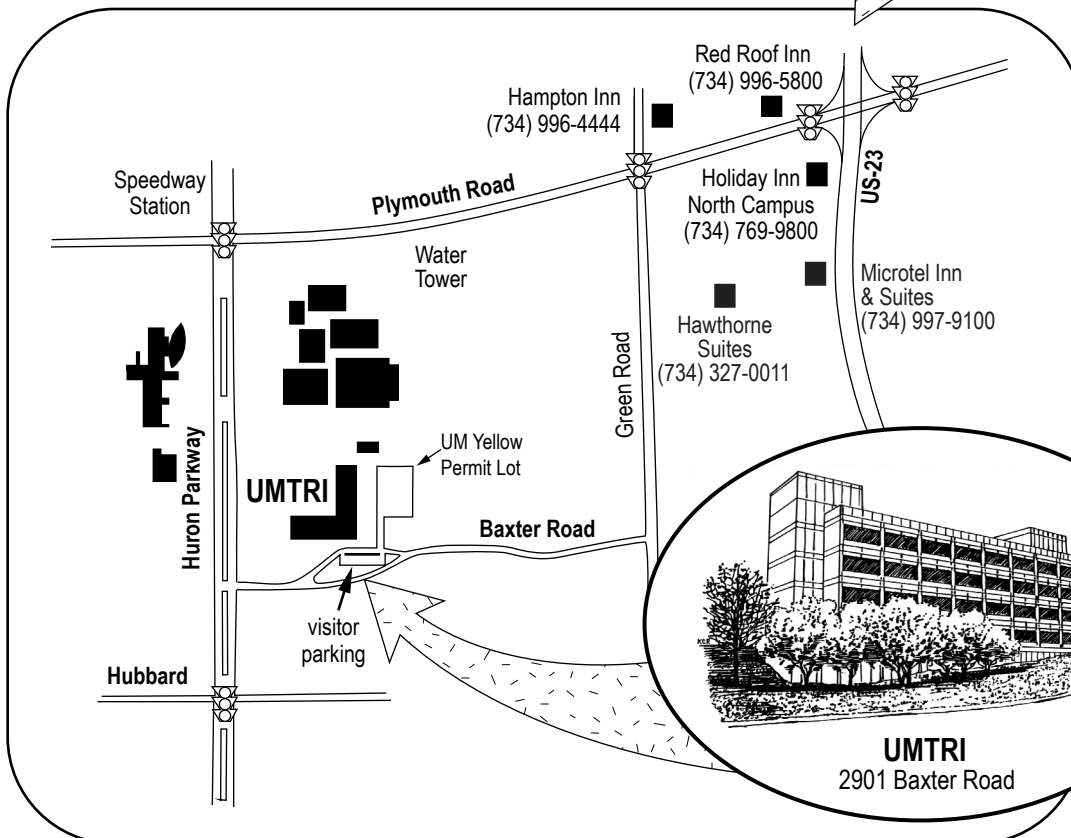 Red Roof Inn
(734) 996-5800
Hampton Inn
(734) 996-4444
Speedway
Station
Plymouth Road
US-23
Holiday Inn
North Campus
(734) 769-9800
Water
Tower
Microtel Inn
& Suites
(734) 997-9100
Hawthorne
Suites
(734) 327-0011
Green Road
Huron Parkway
UM Yellow
Permit Lot
UMTRI
Baxter Road
visitor
parking
Hubbard
UMTRI
2901 Baxter Road